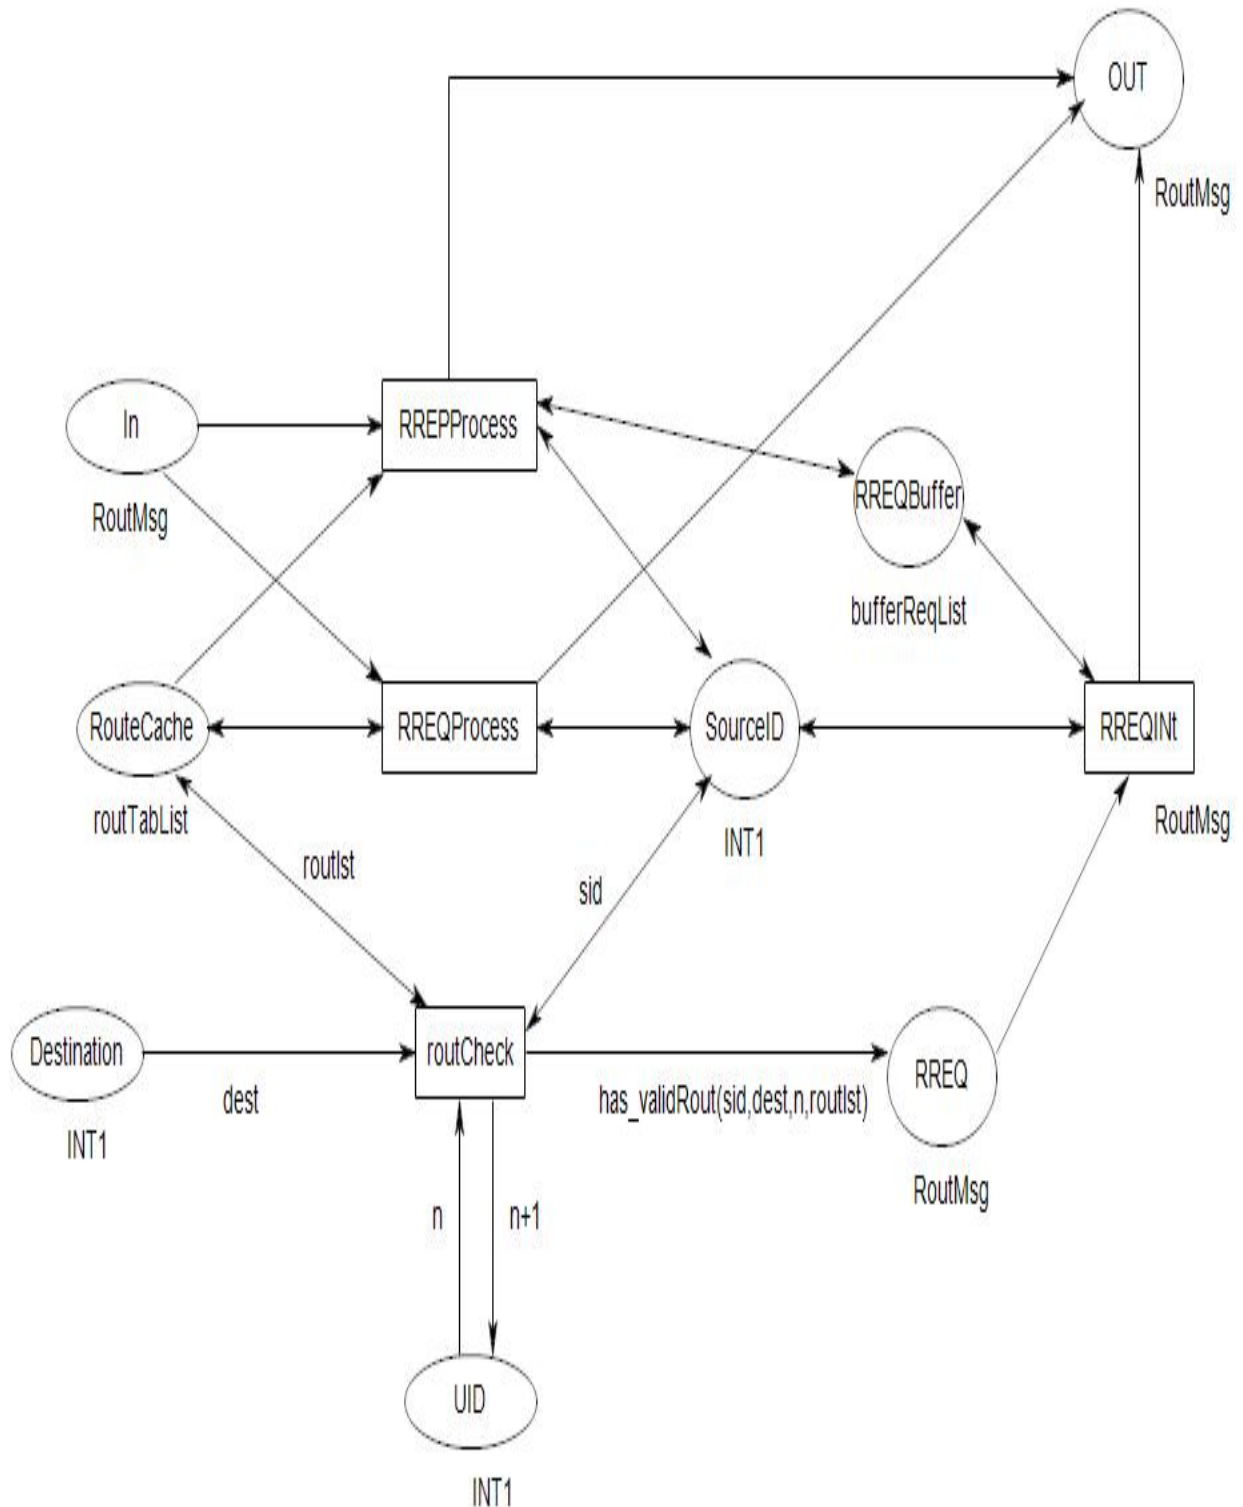 OUT
RoutMsg
In
RREPProcess
RREQBuffer
RoutMsg
bufferReqList
RouteCache
RREQProcess
SourceID
RREQINt
routTabList
INT1
RoutMsg
routlst
sid
Destination
routCheck
RREQ
dest
has_validRout(sid,dest,n,routlst)
INT1
RoutMsg
n
n+1
UID
INT1